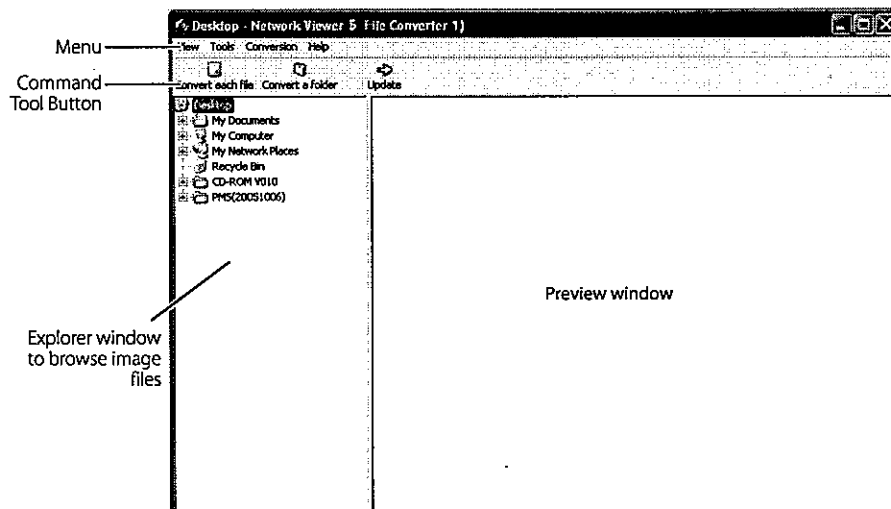 Desktop - Network Viewer 5 File Converter 1)
Menu
View Tools Conversion Help
Command
Tool Button
Convert each file Convert a folder Update
Desktop
My Documents
My Computer
My Network Places
Recycle Bin
CD-ROM V010
PMS(20051006)
Preview window
Explorer window
to browse image
files